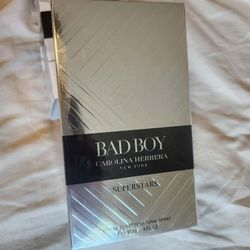 BAD BOY
CAROLINA HERRERA
NEW YORK
SUPERSTARS